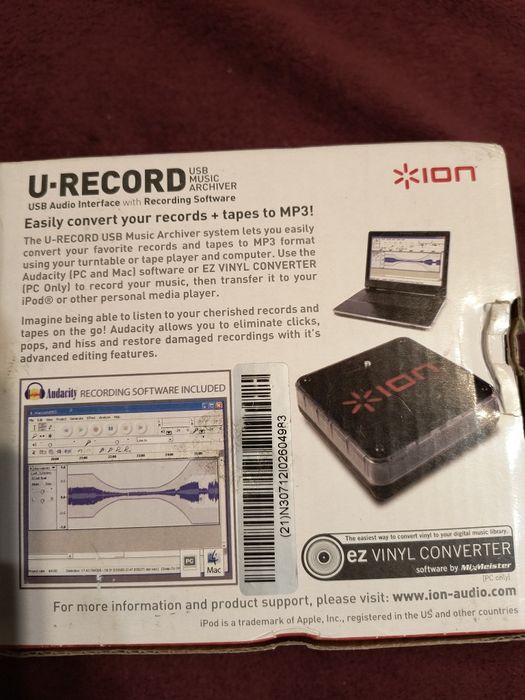 U-RECORD USB MUSIC ARCHIVER
ion
USB Audio Interface with Recording Software
Easily convert your records + tapes to MP3!
The U-RECORD USB Music Archiver system lets you easily
convert your favorite records and tapes to MP3 format
using your turntable or tape player and computer. Use the
Audacity (PC and Mac) software or EZ VINYL CONVERTER
(PC Only) to record your music, then transfer it to your
iPod® or other personal media player.
Imagine being able to listen to your cherished records and
tapes on the go! Audacity allows you to eliminate clicks,
pops, and hiss and restore damaged recordings with it's
advanced editing features.
ion
Audacity RECORDING SOFTWARE INCLUDED
PC
Mac
(21)N30712I02604983
The easiest way to convert vinyl to your digital music library.
ez VINYL CONVERTER
software by MixMeister
(PC only)
For more information and product support, please visit: www.ion-audio.com
iPod is a trademark of Apple, Inc., registered in the US and other countries